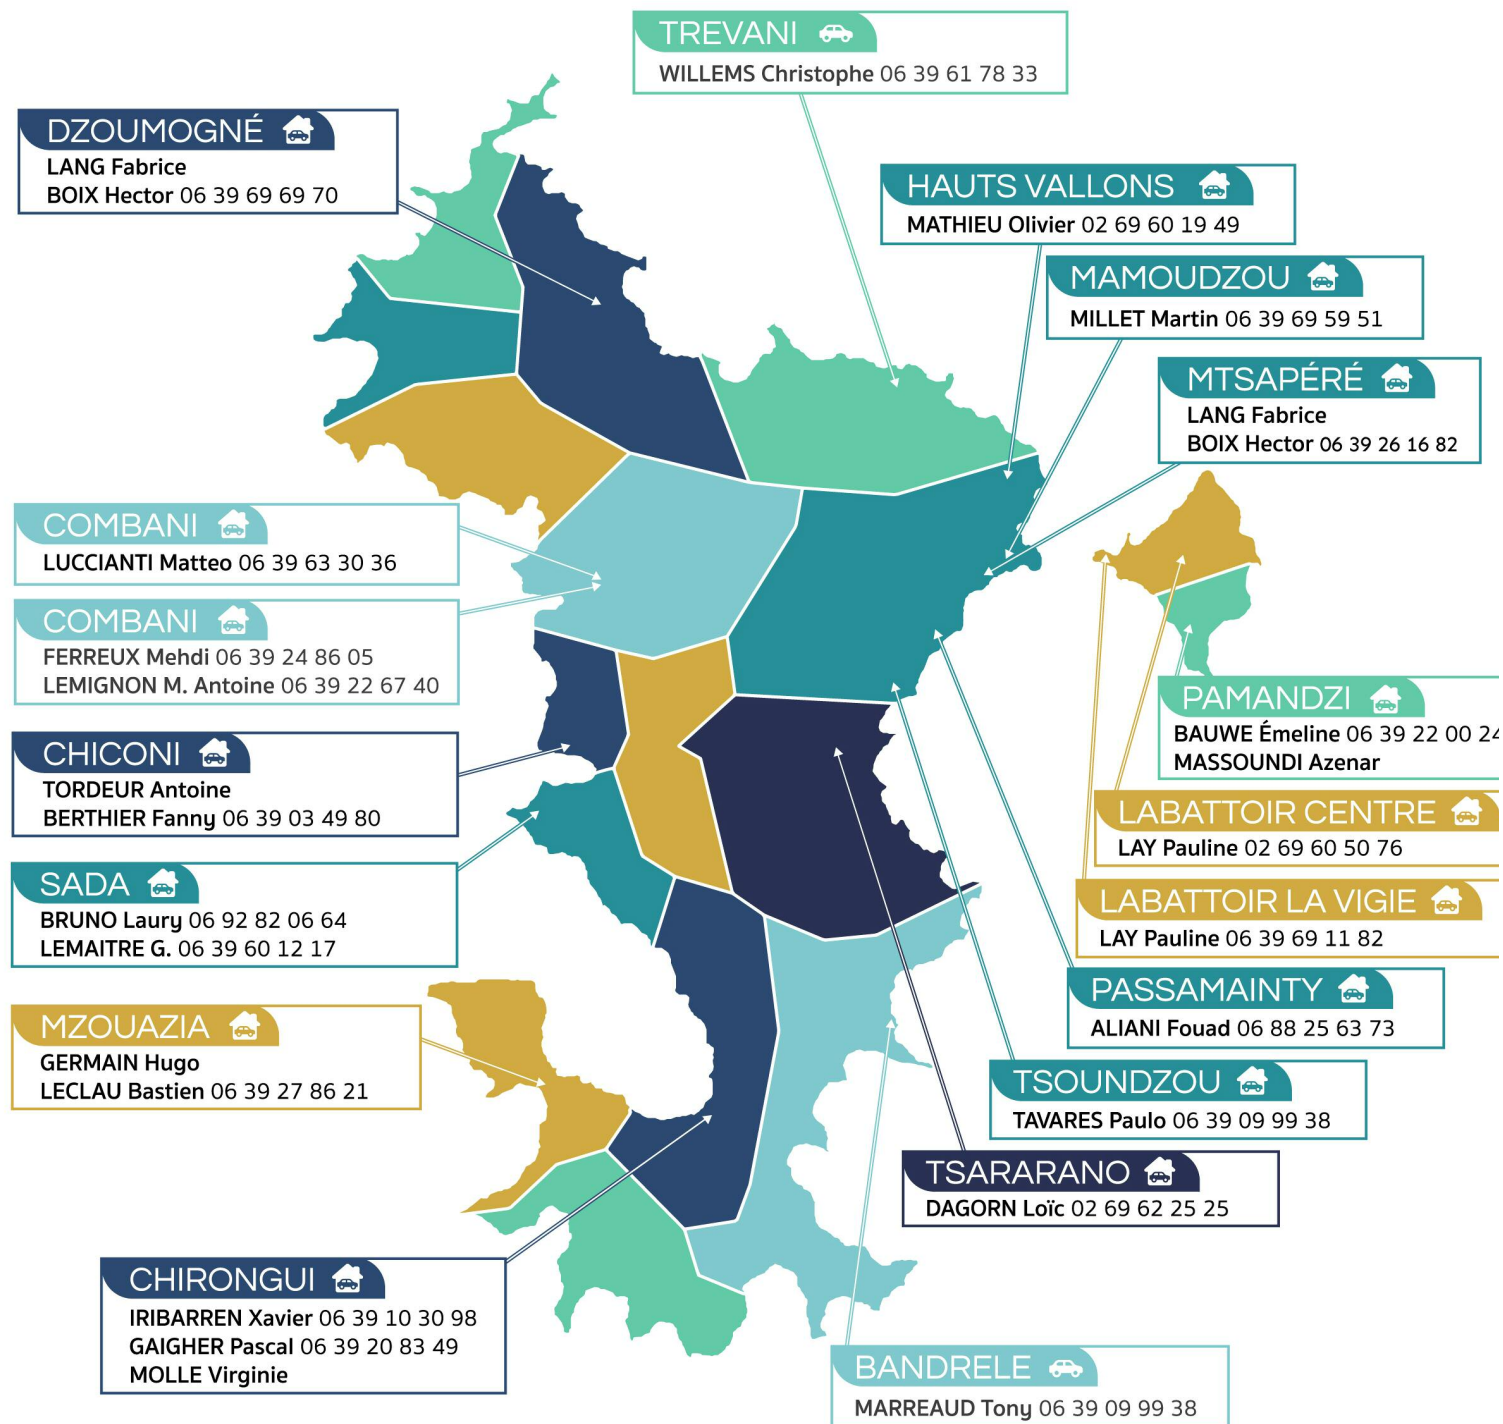 TREVANI
WILLEMS Christophe 06 39 61 78 33
DZOUMOGNÉ
LANG Fabrice
BOIX Hector 06 39 69 69 70
HAUTS VALLONS
MATHIEU Olivier 02 69 60 19 49
MAMOUDZOU
MILLET Martin 06 39 69 59 51
MTSAPÉRÉ
LANG Fabrice
BOIX Hector 06 39 26 16 82
COMBANI
LUCCIANTI Matteo 06 39 63 30 36
COMBANI
FERREUX Mehdi 06 39 24 86 05
LEMIGNON M. Antoine 06 39 22 67 40
CHICONI
TORDEUR Antoine
BERTHIER Fanny 06 39 03 49 80
SADA
BRUNO Laury 06 92 82 06 64
LEMAITRE G. 06 39 60 12 17
MZOUAZIA
GERMAIN Hugo
LECLAU Bastien 06 39 27 86 21
PAMANDZI
BAUWE Émeline 06 39 22 00 24
MASSOUNDI Azenar
LABATTOIR CENTRE
LAY Pauline 02 69 60 50 76
LABATTOIR LA VIGIE
LAY Pauline 06 39 69 11 82
PASSAMAINTY
ALIANI Fouad 06 88 25 63 73
TSOUNDZOU
TAVARES Paulo 06 39 09 99 38
TSARARANO
DAGORN Loïc 02 69 62 25 25
CHIRONGUI
IRIBARREN Xavier 06 39 10 30 98
GAIGHER Pascal 06 39 20 83 49
MOLLE Virginie
BANDRELE
MARREAUD Tony 06 39 09 99 38